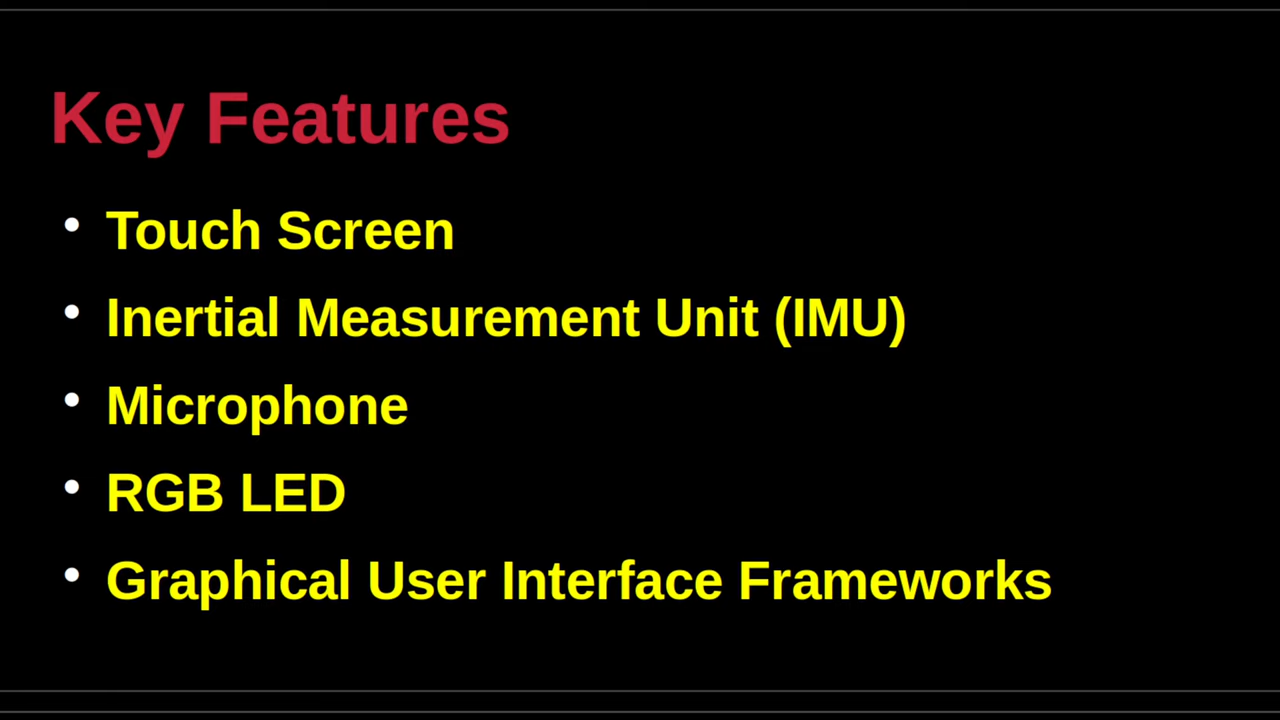 Key Features
• Touch Screen
• Inertial Measurement Unit (IMU)
• Microphone
• RGB LED
• Graphical User Interface Frameworks